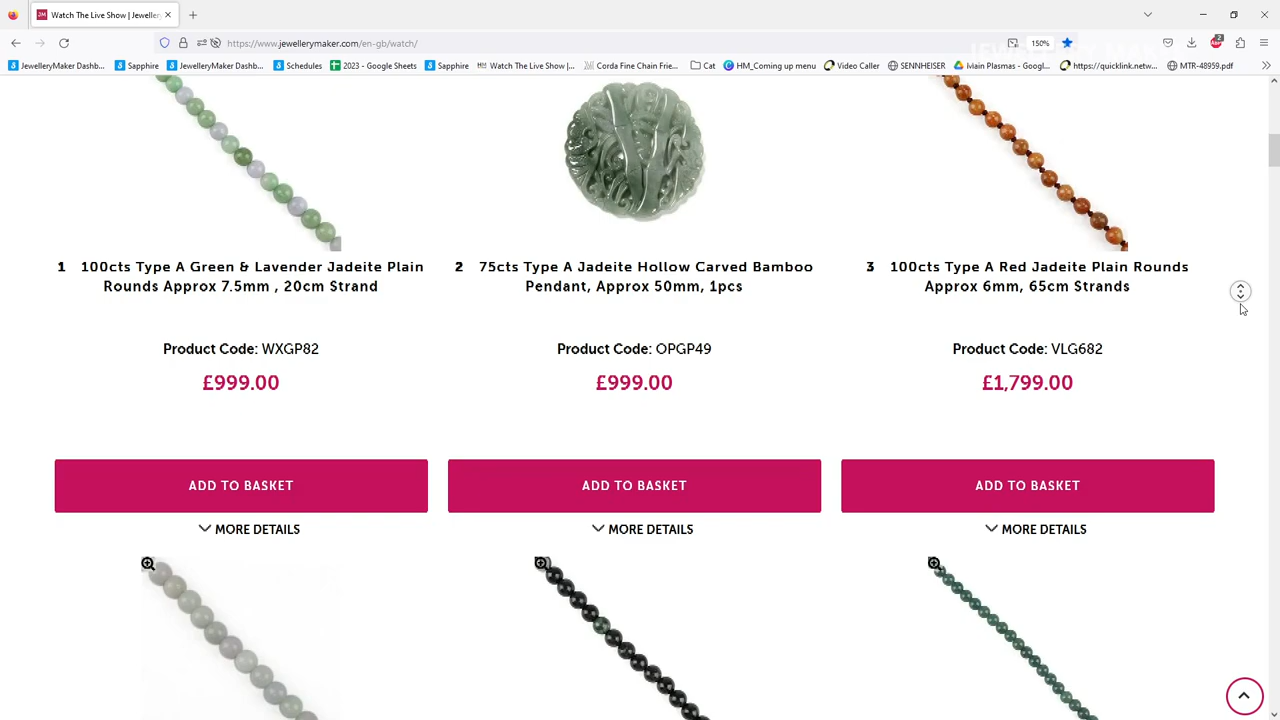 Watch The Live Show | Jeweller
https://www.jewellerymaker.com/en-gb/watch/
150%
JewelleryMaker Dashb...
Sapphire
JewelleryMaker Dashb...
Schedules
2023 - Google Sheets
Sapphire
Watch The Live Show |...
Corda Fine Chain Frie...
Cat
HM_Coming up menu
Video Caller
SENNHEISER
Main Plasmas - Googl...
https://quicklink.netw...
MTR-48959.pdf
1 100cts Type A Green & Lavender Jadeite Plain
Rounds Approx 7.5mm , 20cm Strand
Product Code: WXGP82
£999.00
ADD TO BASKET
MORE DETAILS
2 75cts Type A Jadeite Hollow Carved Bamboo
Pendant, Approx 50mm, 1pcs
Product Code: OPGP49
£999.00
ADD TO BASKET
MORE DETAILS
3 100cts Type A Red Jadeite Plain Rounds
Approx 6mm, 65cm Strands
Product Code: VLG682
£1,799.00
ADD TO BASKET
MORE DETAILS